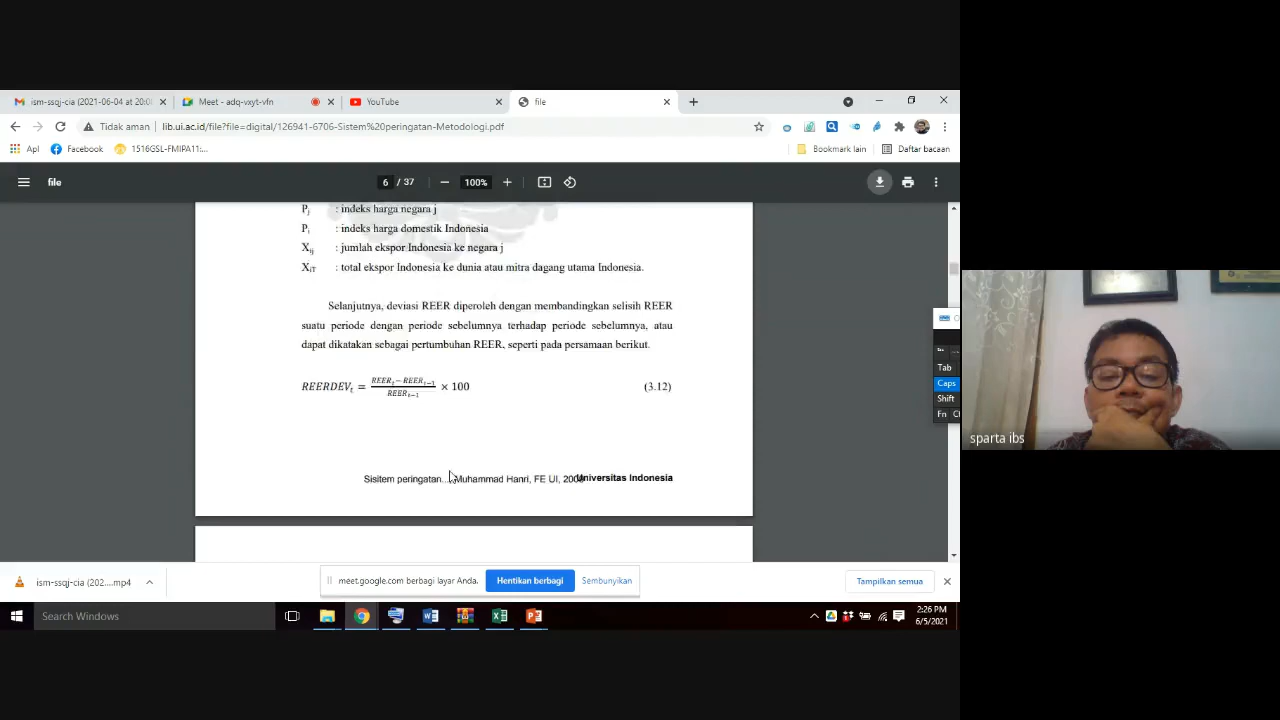 ism-ssqj-cia (2021-06-04 at 20:0
Meet - adq-vxyt-vfn
YouTube
file
Tidak aman
lib.ui.ac.id/file?file=digital/126941-6706-Sistem%20peringatan-Metodologi.pdf
Apl
Facebook
1516GSL-FMIPA11:...
Bookmark lain
Daftar bacaan
file
6 / 37
100%
Pj : indeks harga negara j
Pi : indeks harga domestik Indonesia
Xij : jumlah ekspor Indonesia ke negara j
XiT : total ekspor Indonesia ke dunia atau mitra dagang utama Indonesia.
Selanjutnya, deviasi REER diperoleh dengan membandingkan selisih REER
suatu periode dengan periode sebelumnya terhadap periode sebelumnya, atau
dapat dikatakan sebagai pertumbuhan REER, seperti pada persamaan berikut.
REERDEVt = (REERt − REERt−1) / REERt−1 × 100 (3.12)
Sisitem peringatan... Muhammad Hanri, FE UI, 200
Universitas Indonesia
Tab
Caps
Shift
Fn
sparta ibs
ism-ssqj-cia (202....mp4
meet.google.com berbagi layar Anda.
Hentikan berbagi
Sembunyikan
Tampilkan semua
Search Windows
2:26 PM
6/5/2021